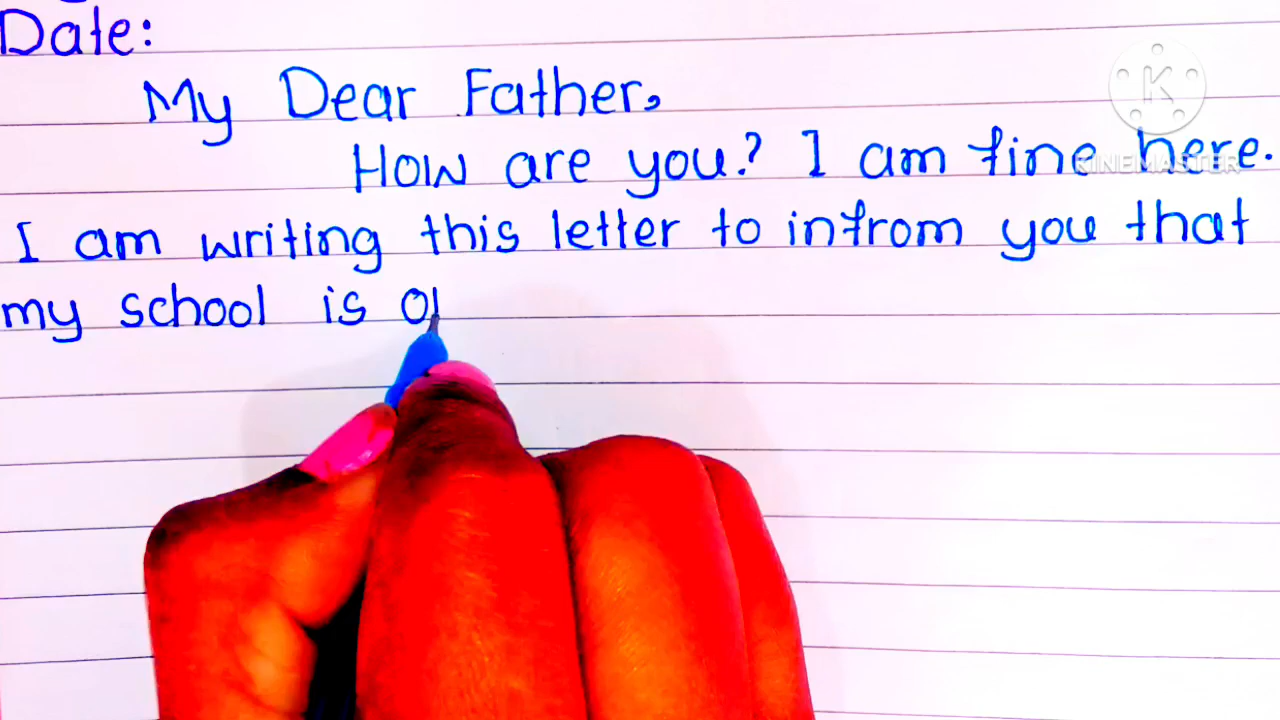 Date:
My Dear Father,
How are you? I am fine here.
KINEMASTER
I am writing this letter to infrom you that
my school is